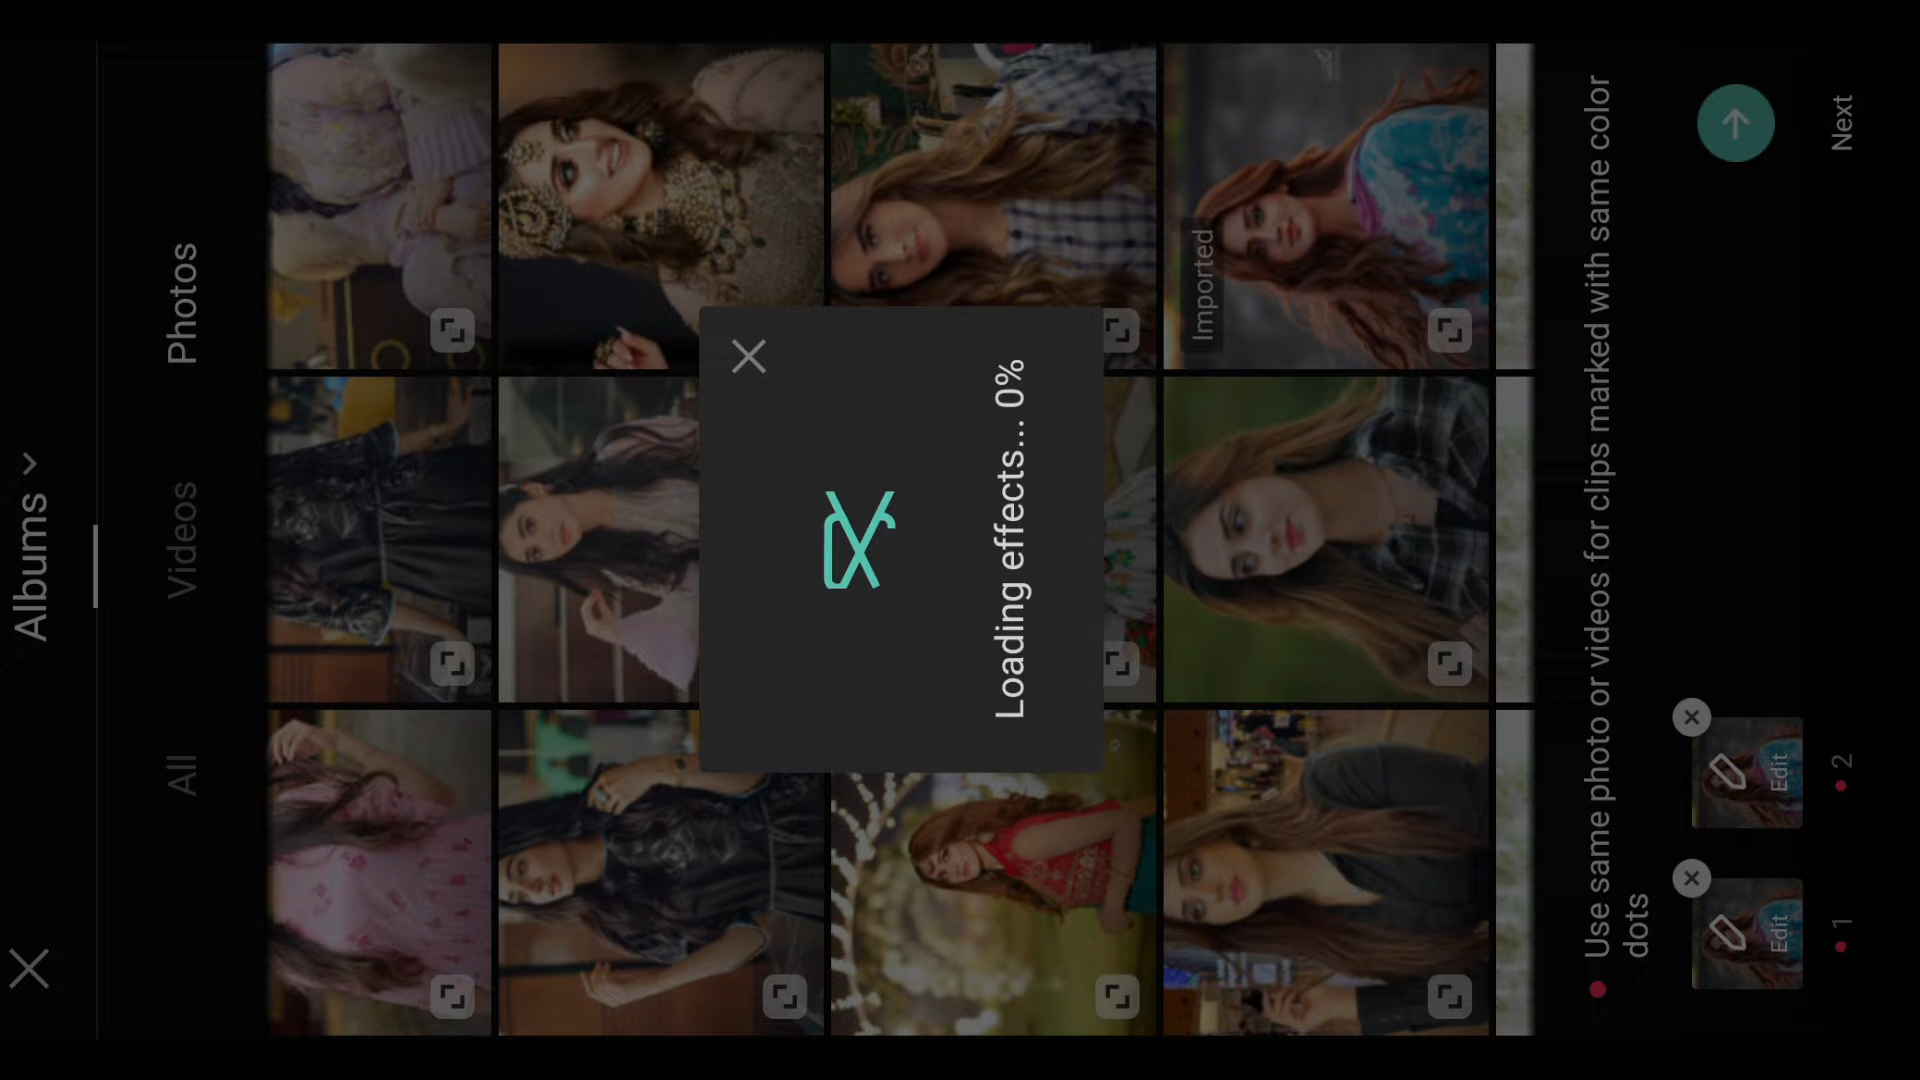 Albums
All Videos Photos
Imported
Loading effects... 0%
Use same photo or videos for clips marked with same color
dots
Edit
Edit
1
2
Next